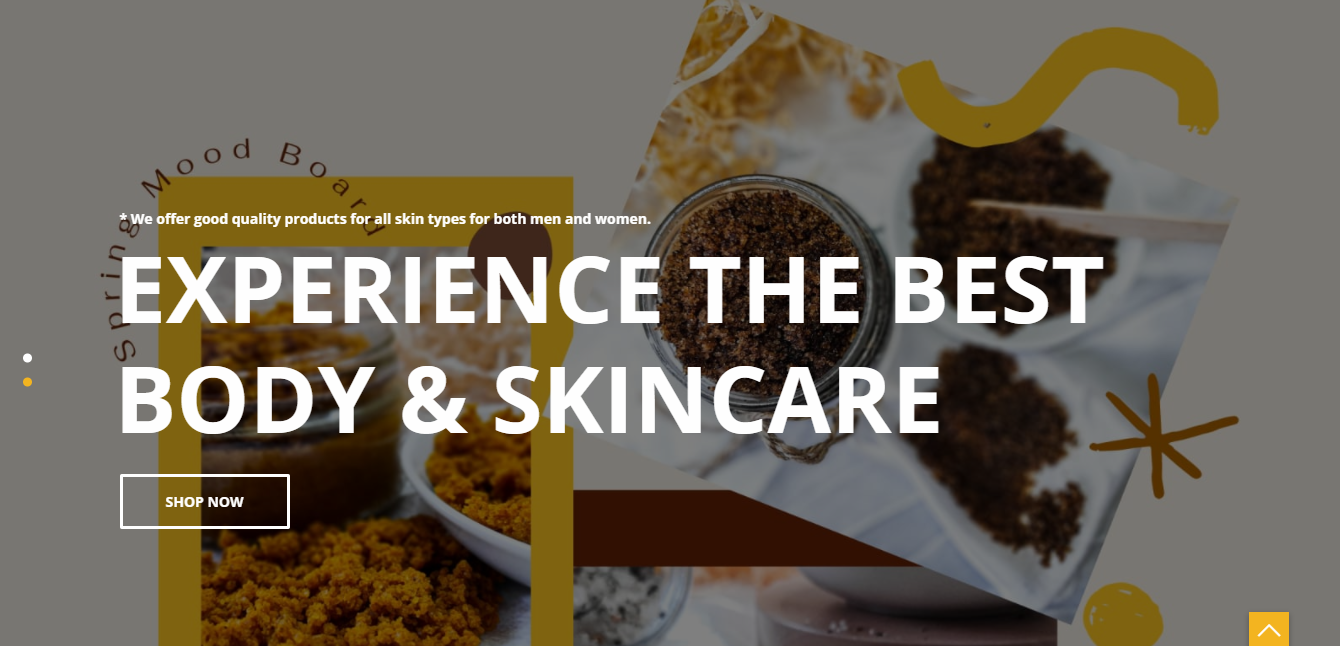 Spring Mood Board
* We offer good quality products for all skin types for both men and women.
EXPERIENCE THE BEST
BODY & SKINCARE
SHOP NOW